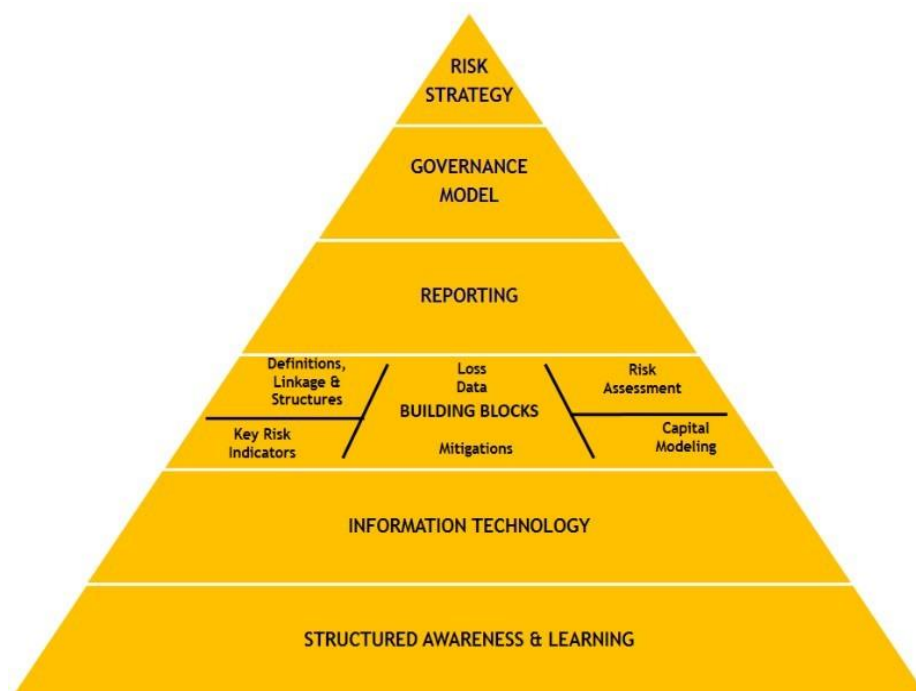 RISK
STRATEGY
GOVERNANCE
MODEL
REPORTING
Definitions,
Linkage &
Structures
Key Risk
Indicators
Loss
Data
BUILDING BLOCKS
Mitigations
Risk
Assessment
Capital
Modeling
INFORMATION TECHNOLOGY
STRUCTURED AWARENESS & LEARNING